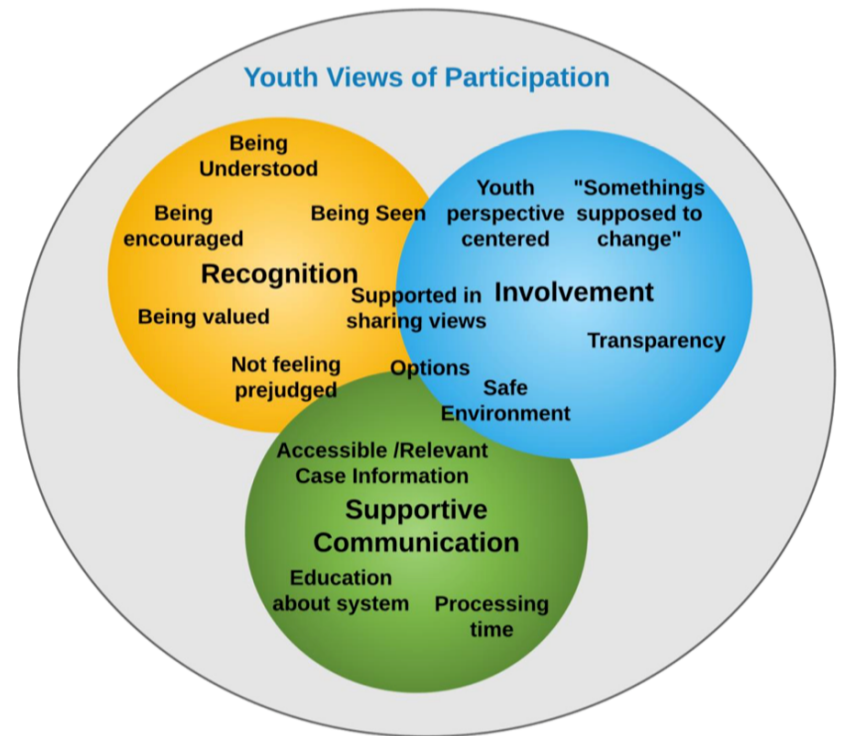 Youth Views of Participation
Being
Understood
Being
encouraged
Being Seen
Recognition
Being valued
Not feeling
prejudged
Youth
perspective
centered
"Somethings
supposed to
change"
Involvement
Supported in
sharing views
Transparency
Options
Safe
Environment
Accessible /Relevant
Case Information
Supportive
Communication
Education
about system
Processing
time